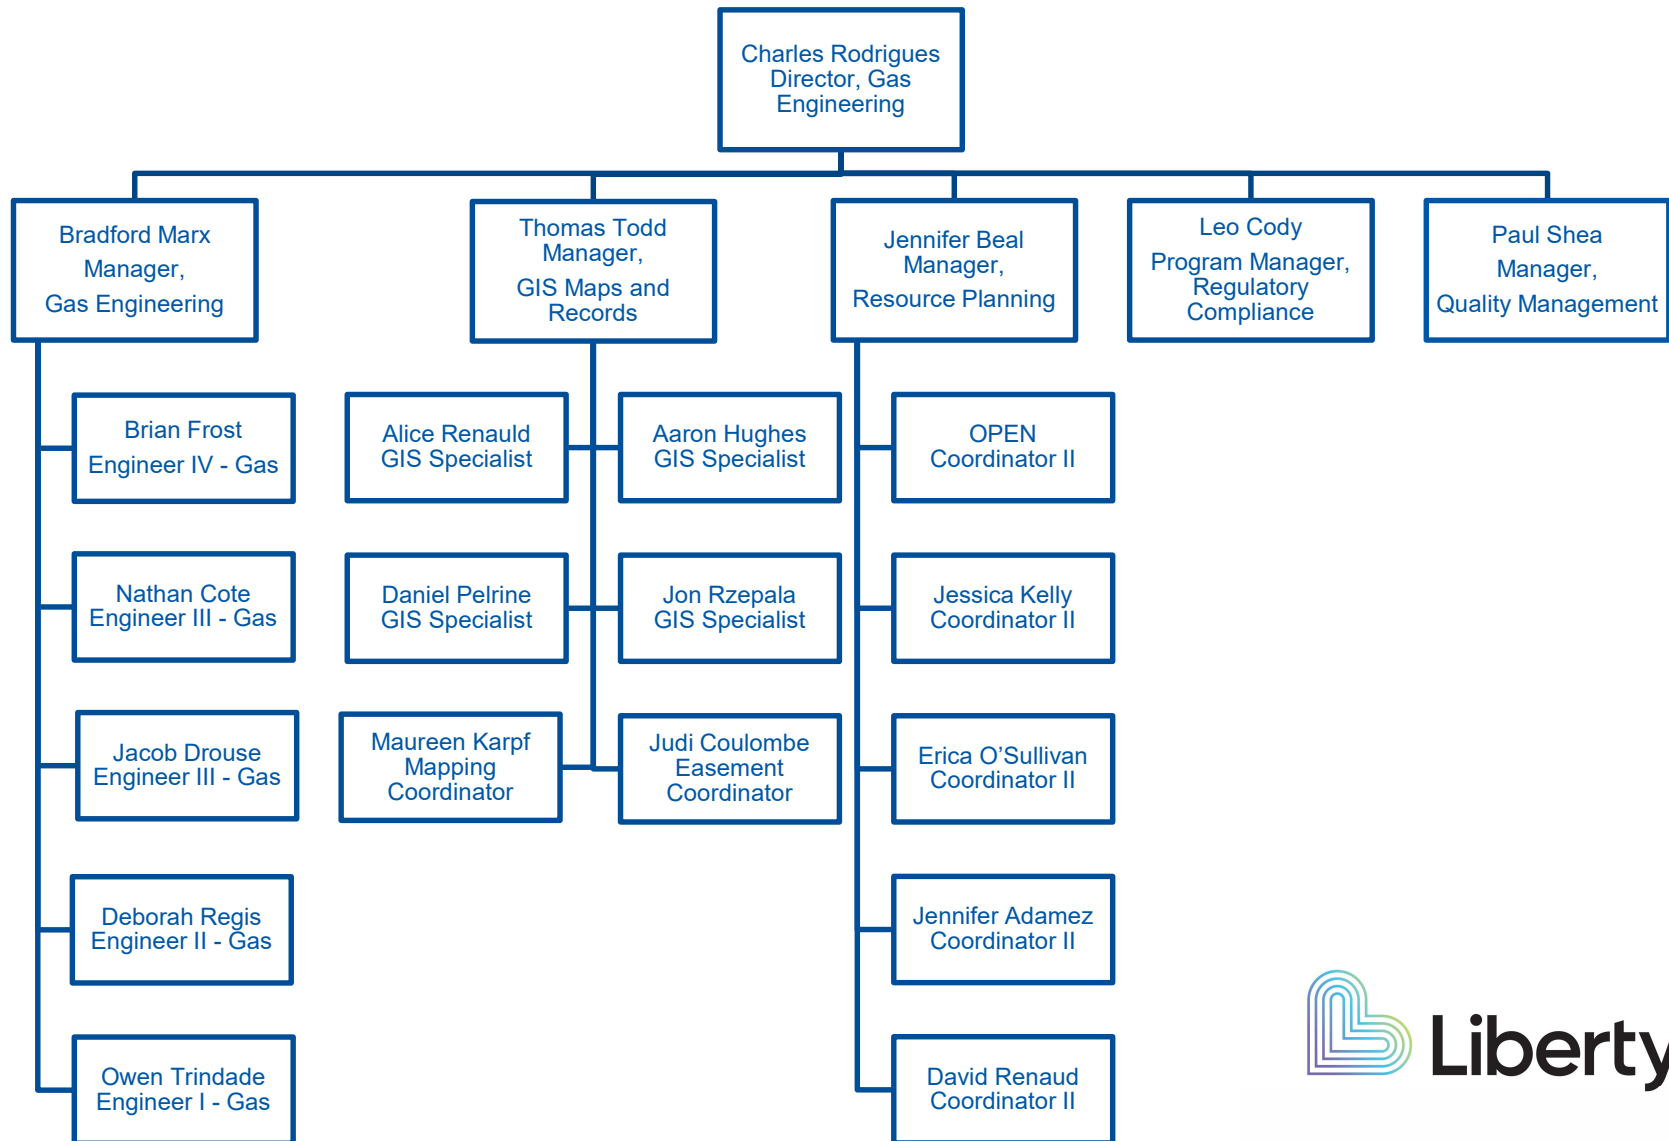 Charles Rodrigues
Director, Gas
Engineering
Bradford Marx
Manager,
Gas Engineering
Thomas Todd
Manager,
GIS Maps and
Records
Jennifer Beal
Manager,
Resource Planning
Leo Cody
Program Manager,
Regulatory
Compliance
Paul Shea
Manager,
Quality Management
Brian Frost
Engineer IV - Gas
Nathan Cote
Engineer III - Gas
Jacob Drouse
Engineer III - Gas
Deborah Regis
Engineer II - Gas
Owen Trindade
Engineer I - Gas
Alice Renauld
GIS Specialist
Aaron Hughes
GIS Specialist
Daniel Pelrine
GIS Specialist
Jon Rzepala
GIS Specialist
Maureen Karpf
Mapping
Coordinator
Judi Coulombe
Easement
Coordinator
OPEN
Coordinator II
Jessica Kelly
Coordinator II
Erica O’Sullivan
Coordinator II
Jennifer Adamez
Coordinator II
David Renaud
Coordinator II
Liberty